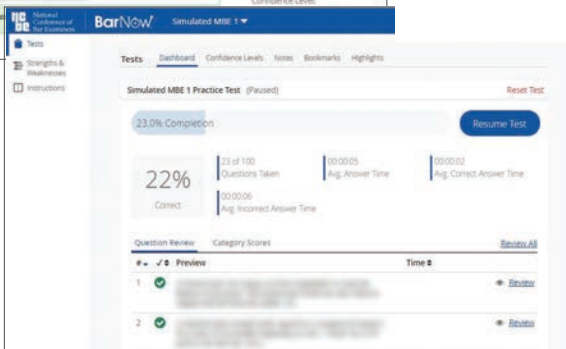 Confidence Level
National
Conference of
Bar Examiners
BarNow
Simulated MBE 1
Tests
Strengths &
Weaknesses
Instructions
Tests Dashboard Confidence Levels Notes Bookmarks Highlights
Simulated MBE 1 Practice Test (Paused)
Reset Test
23.0% Completion
Resume Test
22%
Correct
23 of 100
Questions Taken
00:00:05
Avg. Answer Time
00:00:02
Avg. Correct Answer Time
00:00:06
Avg. Incorrect Answer Time
Question Review Category Scores
Review All
# Preview Time
1 Review
2 Review